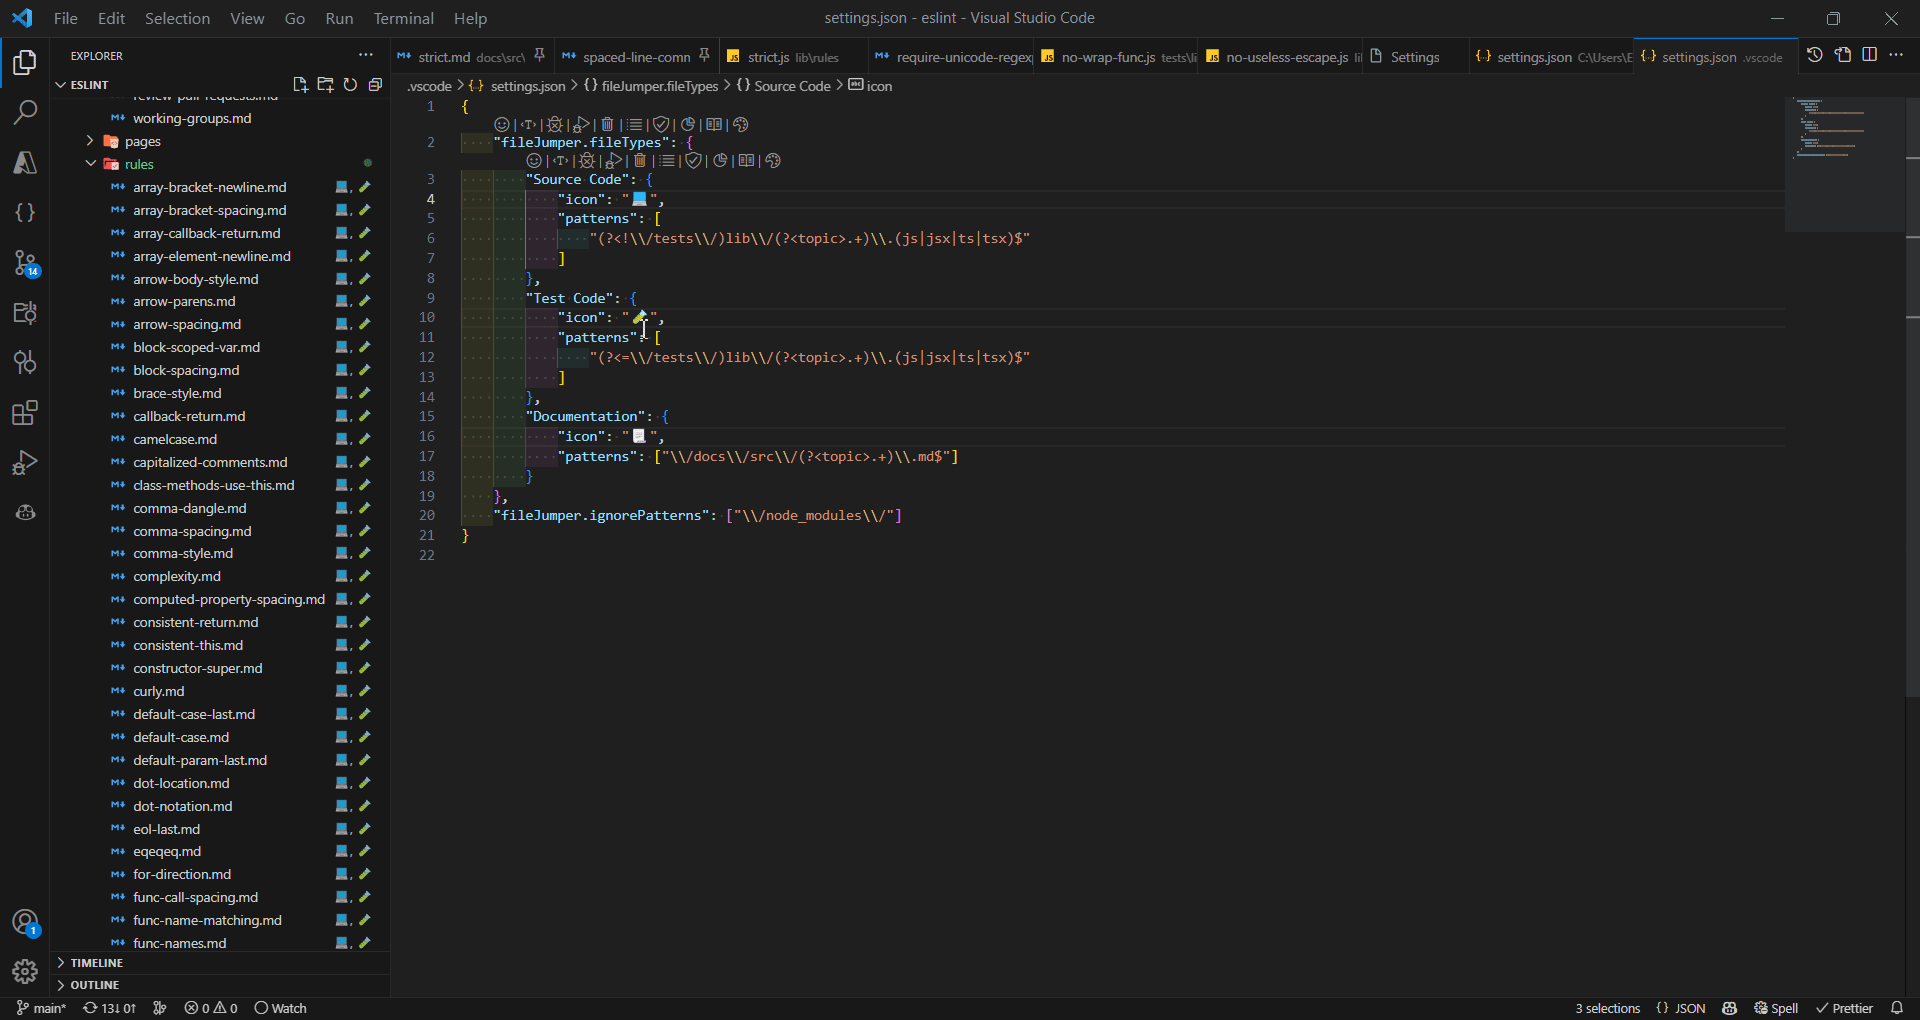 File Edit Selection View Go Run Terminal Help
settings.json - eslint - Visual Studio Code
EXPLORER
ESLINT
working-groups.md
pages
rules
array-bracket-newline.md
array-bracket-spacing.md
array-callback-return.md
array-element-newline.md
arrow-body-style.md
arrow-parens.md
arrow-spacing.md
block-scoped-var.md
block-spacing.md
brace-style.md
callback-return.md
camelcase.md
capitalized-comments.md
class-methods-use-this.md
comma-dangle.md
comma-spacing.md
comma-style.md
complexity.md
computed-property-spacing.md
consistent-return.md
consistent-this.md
constructor-super.md
curly.md
default-case-last.md
default-case.md
default-param-last.md
dot-location.md
dot-notation.md
eol-last.md
eqeqeq.md
for-direction.md
func-call-spacing.md
func-name-matching.md
func-names.md
TIMELINE
OUTLINE
14
1
strict.md docs\src\
spaced-line-comn
strict.js lib\rules
require-unicode-regex
no-wrap-func.js tests\li
no-useless-escape.js li
Settings
settings.json C:\Users\E
settings.json .vscode
.vscode > {} settings.json > {} fileJumper.fileTypes > {} Source Code > icon
1 {
2 "fileJumper.fileTypes": {
3 "Source Code": {
4 "icon": "💻",
5 "patterns": [
6 "(?<!\\/tests\\/)lib\\/(?<topic>.+)\\.(js|jsx|ts|tsx)$"
7 ]
8 },
9 "Test Code": {
10 "icon": "🧪",
11 "patterns": [
12 "(?<=\\/tests\\/)lib\\/(?<topic>.+)\\.(js|jsx|ts|tsx)$"
13 ]
14 },
15 "Documentation": {
16 "icon": "📃",
17 "patterns": ["\\/docs\\/src\\/(?<topic>.+)\\.md$"]
18 }
19 },
20 "fileJumper.ignorePatterns": ["\\/node_modules\\/"]
21 }
22
main* 13↓ 0↑ 0 0 Watch
3 selections {} JSON Spell Prettier